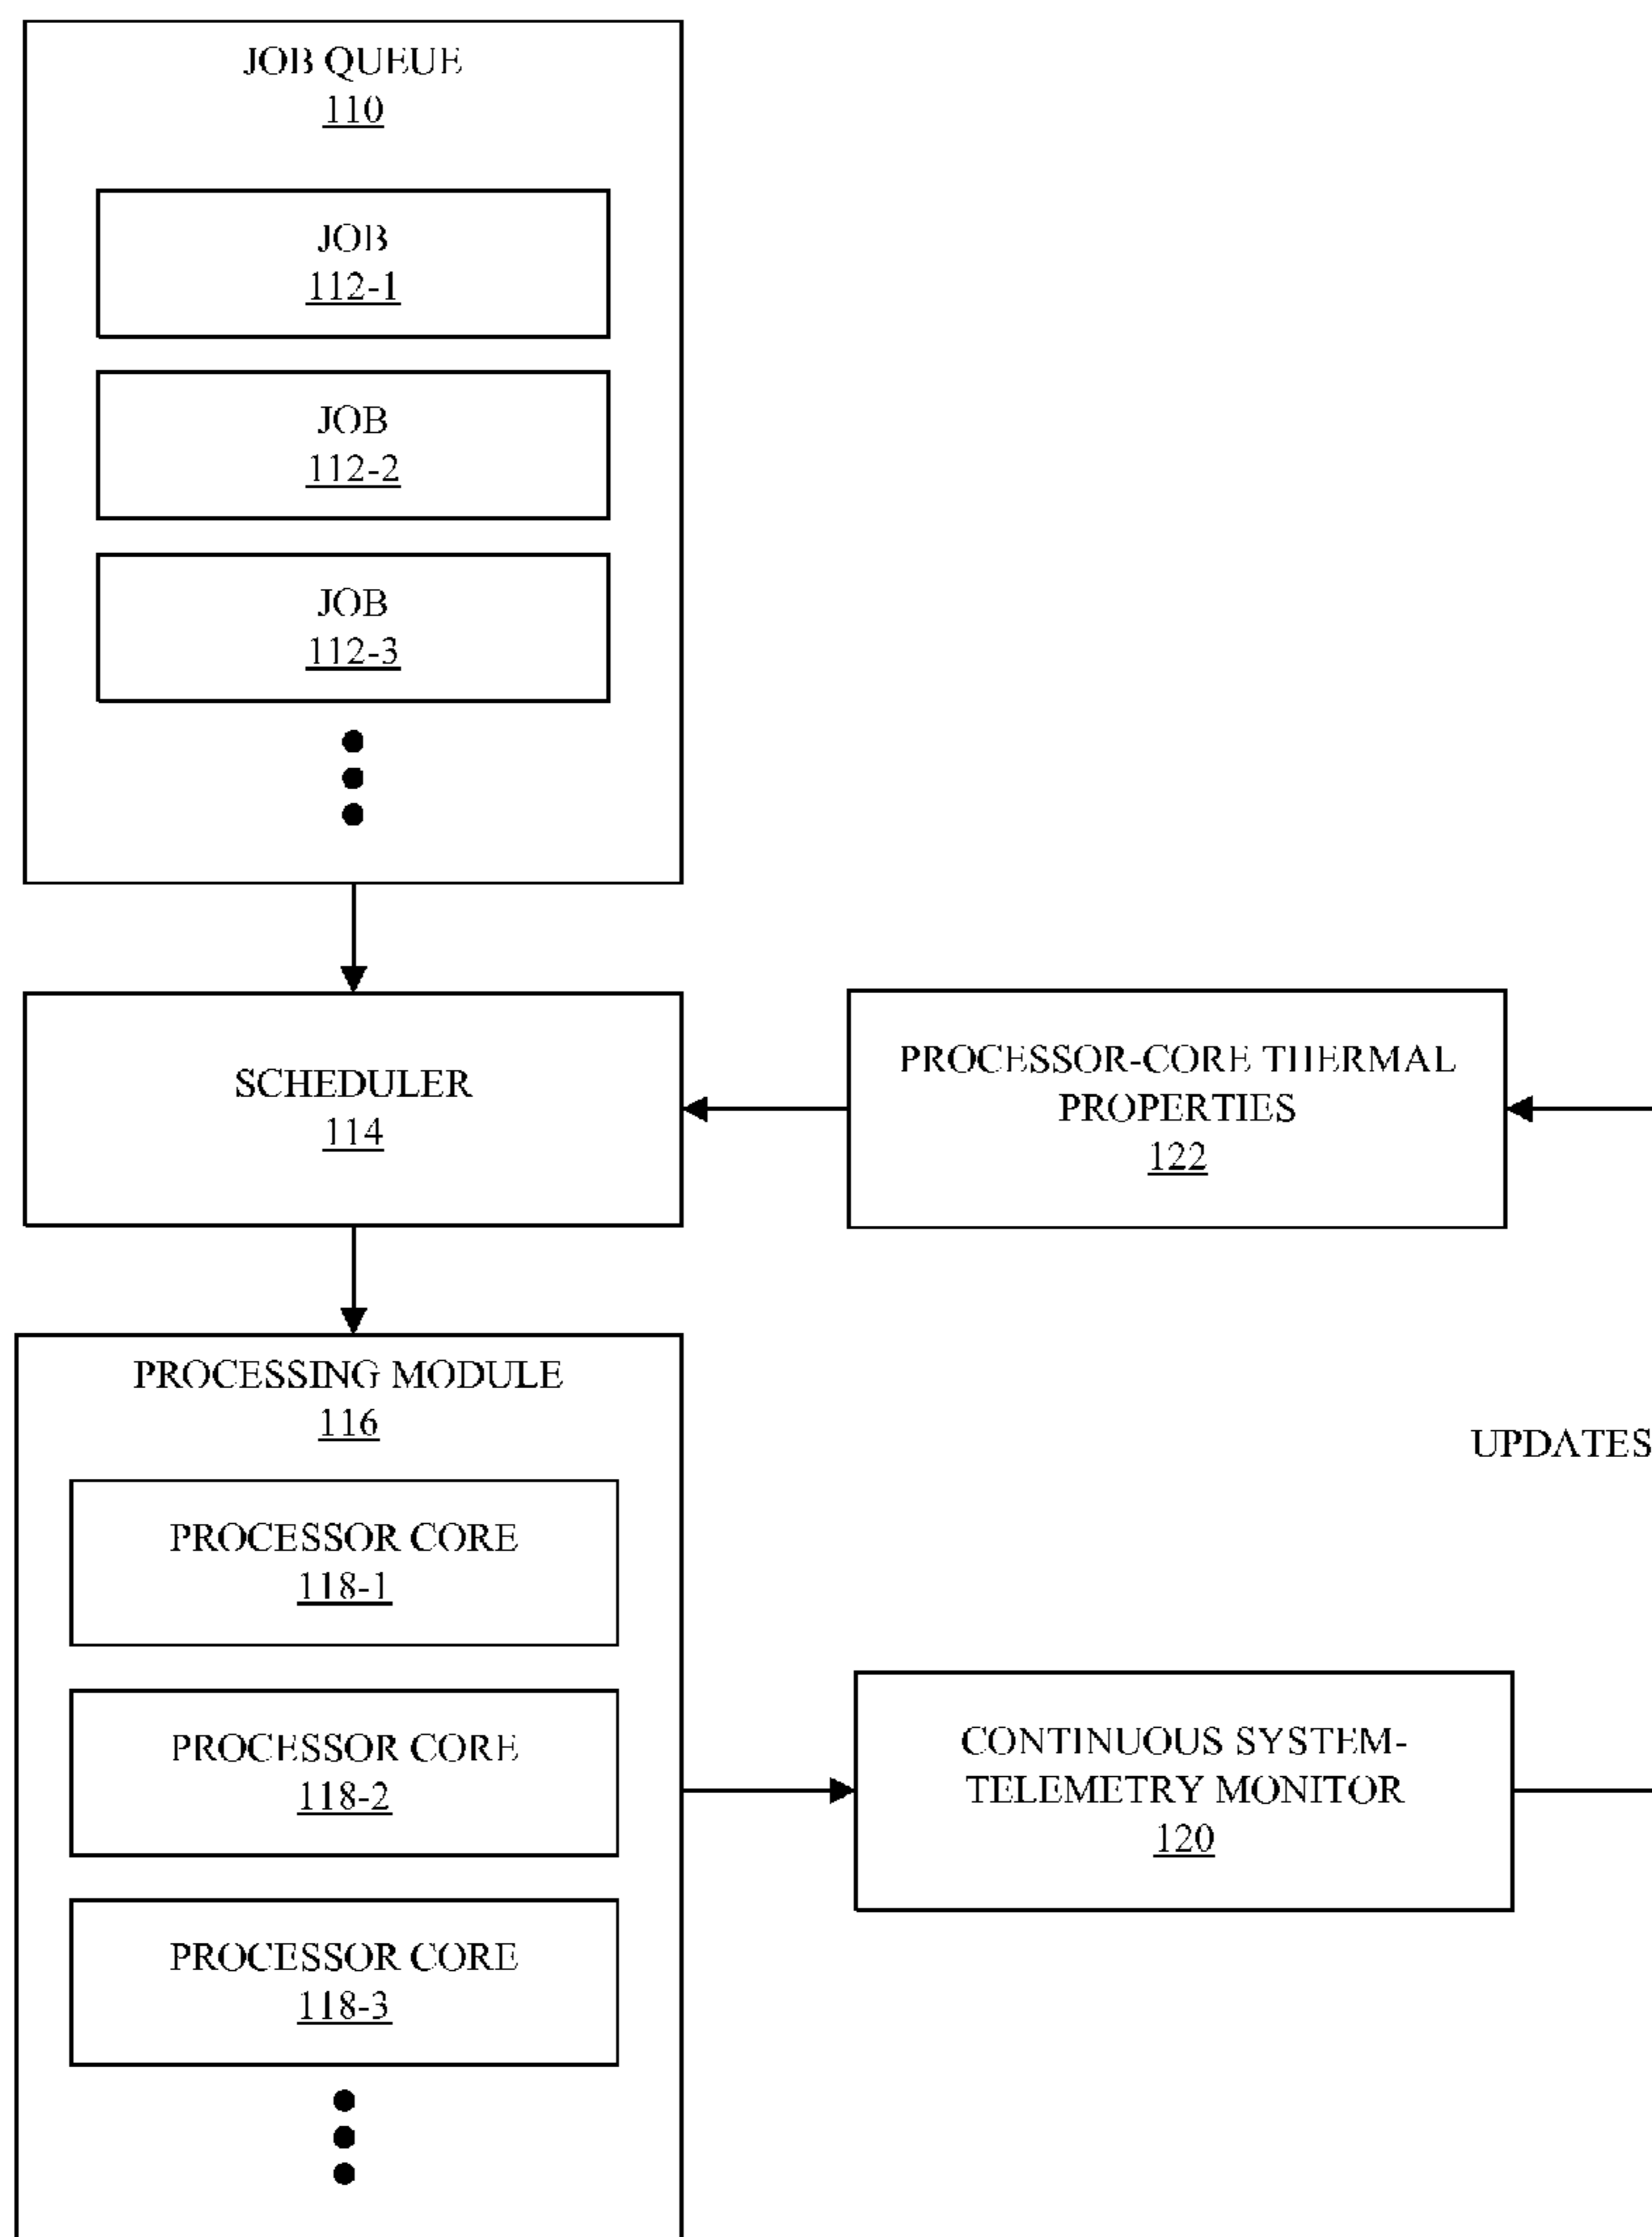 JOB QUEUE
110
JOB
112-1
JOB
112-2
JOB
112-3
SCHEDULER
114
PROCESSOR-CORE THERMAL
PROPERTIES
122
PROCESSING MODULE
116
UPDATES
PROCESSOR CORE
118-1
PROCESSOR CORE
118-2
CONTINUOUS SYSTEM-
TELEMETRY MONITOR
120
PROCESSOR CORE
118-3